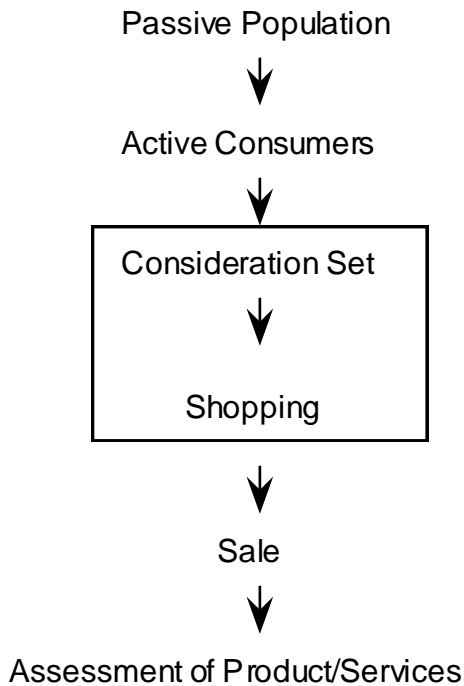 Passive Population
Active Consumers
Consideration Set
Shopping
Sale
Assessment of Product/Services